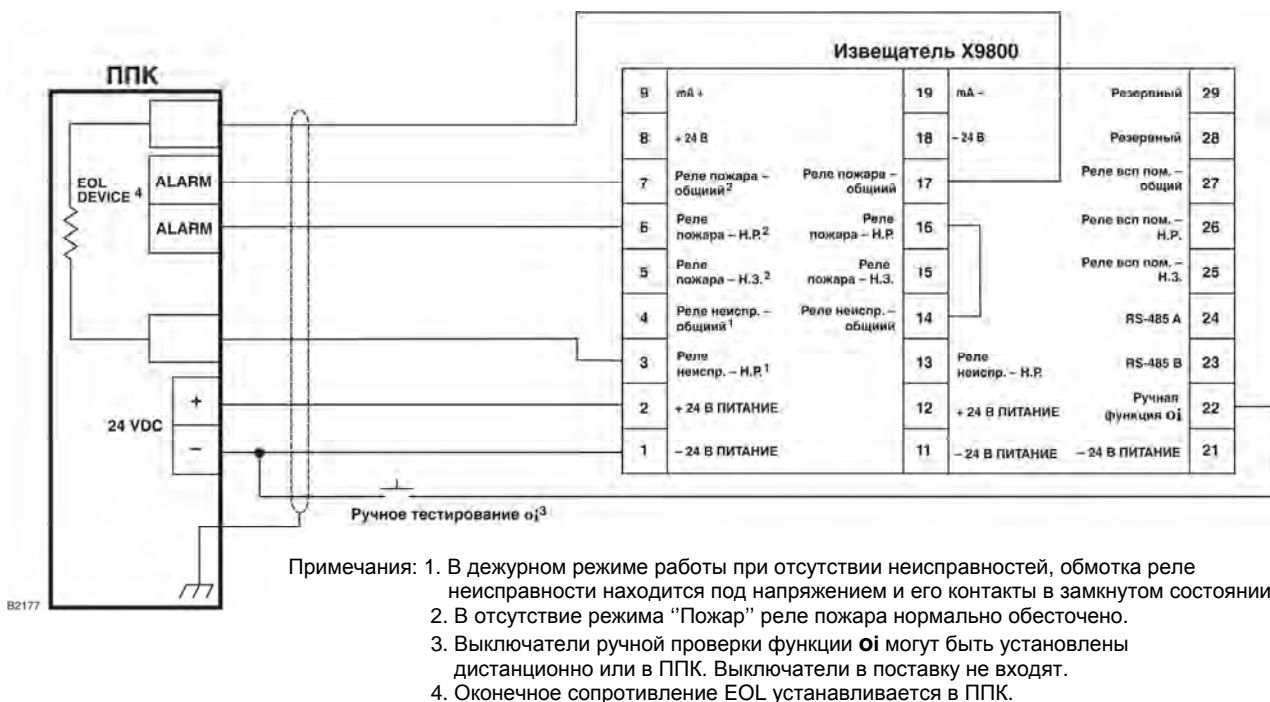 Извещатель X9800
ППК
EOL
DEVICE 4
ALARM
ALARM
24 VDC
+
–
9 mA +
8 + 24 В
7 Реле пожара –
общиий2
6 Реле
пожара – Н.Р.2
5 Реле
пожара – Н.З.2
4 Реле неиспр. –
общиий1
3 Реле
неиспр. – Н.Р.1
2 + 24 В ПИТАНИЕ
1 – 24 В ПИТАНИЕ
19 mA –
18 – 24 В
Реле пожара –
общиий 17
Реле
пожара – Н.Р. 16
Реле
пожара – Н.З. 15
Реле неиспр. –
общиий 14
13 Реле
неиспр. – Н.Р.
12 + 24 В ПИТАНИЕ
11 – 24 В ПИТАНИЕ
Резервный 29
Резервный 28
Реле всп пом. –
общий 27
Реле всп пом. –
Н.Р. 26
Реле всп пом. –
Н.З. 25
RS-485 A 24
RS-485 B 23
Ручная
функция oi 22
– 24 В ПИТАНИЕ 21
Ручное тестирование oi3
B2177
Примечания: 1. В дежурном режиме работы при отсутствии неисправностей, обмотка реле
неисправности находится под напряжением и его контакты в замкнутом состоянии
2. В отсутствие режима ‘’Пожар’’ реле пожара нормально обесточено.
3. Выключатели ручной проверки функции oi могут быть установлены
дистанционно или в ППК. Выключатели в поставку не входят.
4. Оконечное сопротивление EOL устанавливается в ППК.